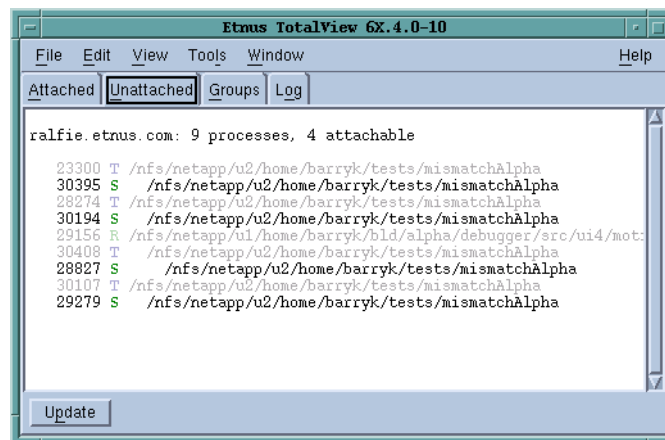 Etnus TotalView 6X.4.0-10
File Edit View Tools Window Help
Attached Unattached Groups Log
ralfie.etnus.com: 9 processes, 4 attachable
23300 T /nfs/netapp/u2/home/barryk/tests/mismatchAlpha
30395 S /nfs/netapp/u2/home/barryk/tests/mismatchAlpha
28274 T /nfs/netapp/u2/home/barryk/tests/mismatchAlpha
30194 S /nfs/netapp/u2/home/barryk/tests/mismatchAlpha
29156 R /nfs/netapp/u1/home/barryk/bld/alpha/debugger/src/ui4/moti
30408 T /nfs/netapp/u2/home/barryk/tests/mismatchAlpha
28827 S /nfs/netapp/u2/home/barryk/tests/mismatchAlpha
30107 T /nfs/netapp/u2/home/barryk/tests/mismatchAlpha
29279 S /nfs/netapp/u2/home/barryk/tests/mismatchAlpha
Update